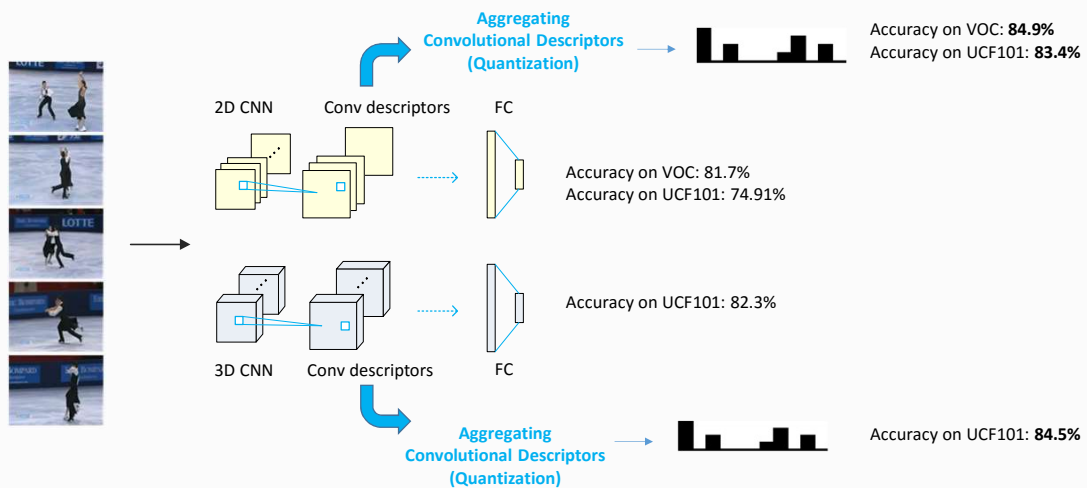 Aggregating
Convolutional Descriptors
(Quantization)
Accuracy on VOC: 84.9%
Accuracy on UCF101: 83.4%
LOTTE
2D CNN
Conv descriptors
FC
Accuracy on VOC: 81.7%
Accuracy on UCF101: 74.91%
LOTTE
Accuracy on UCF101: 82.3%
3D CNN
Conv descriptors
FC
Aggregating
Convolutional Descriptors
(Quantization)
Accuracy on UCF101: 84.5%